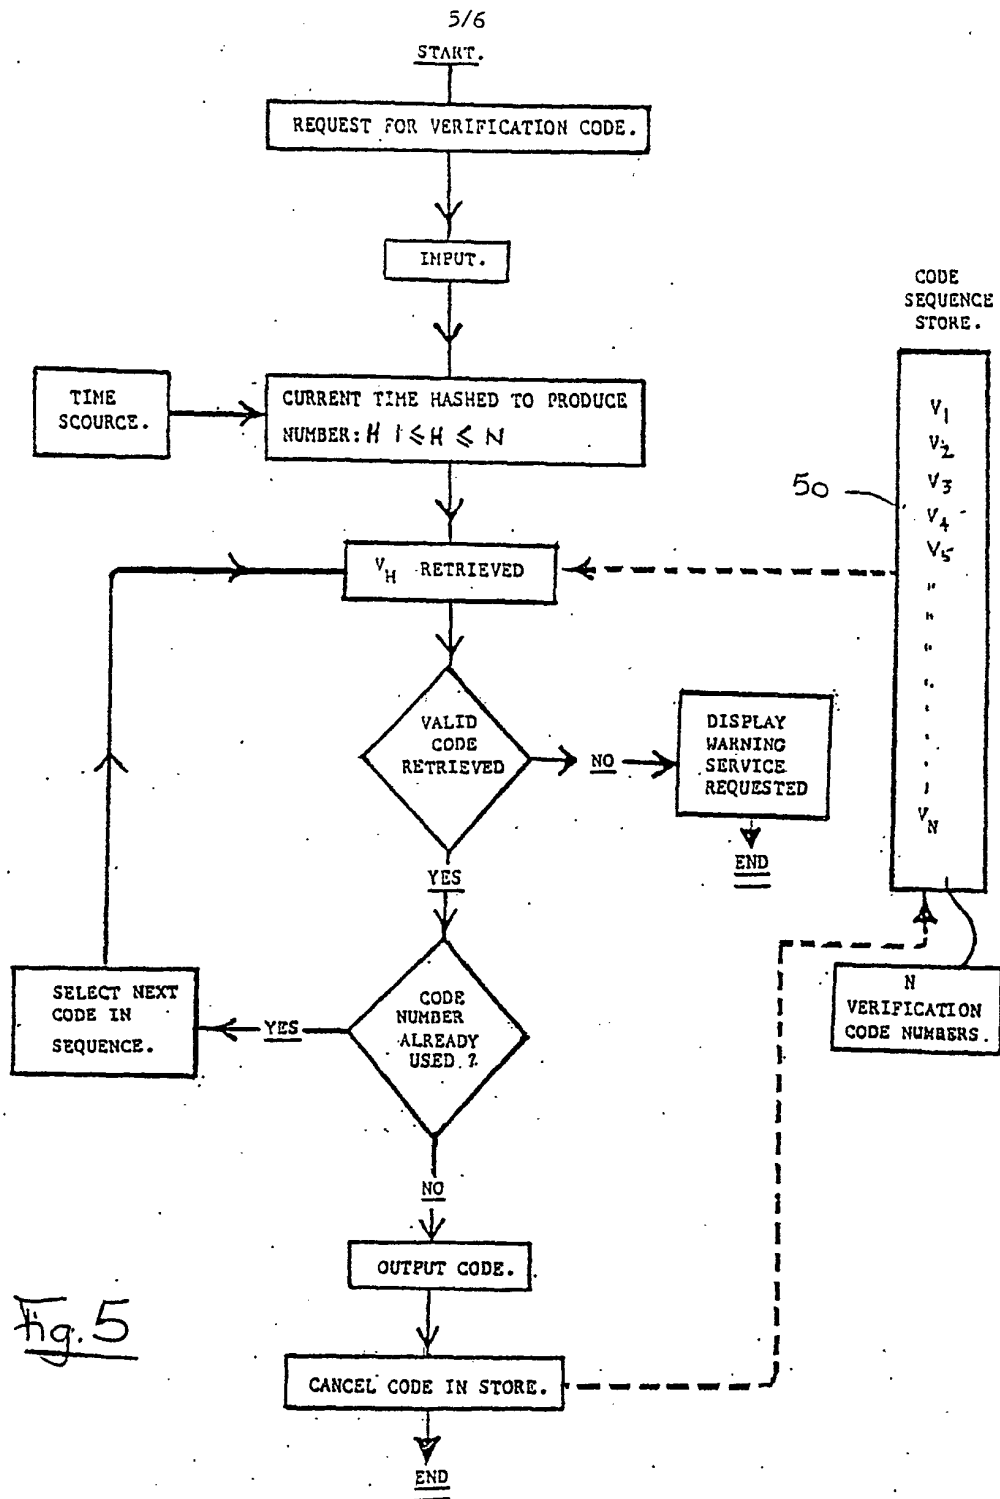 5/6
START.
REQUEST FOR VERIFICATION CODE.
INPUT.
CODE
SEQUENCE
STORE.
TIME
SCOURCE.
CURRENT TIME HASHED TO PRODUCE
NUMBER: H 1 ≤ H ≤ N
V1
V2
V3
V4
V5
"
"
"
VN
50
VH RETRIEVED
VALID
CODE
RETRIEVED
NO
DISPLAY
WARNING
SERVICE
REQUESTED
END
YES
CODE
NUMBER
ALREADY
USED.?
YES
SELECT NEXT
CODE IN
SEQUENCE.
N
VERIFICATION
CODE NUMBERS.
NO
OUTPUT CODE.
CANCEL CODE IN STORE.
END
Fig. 5